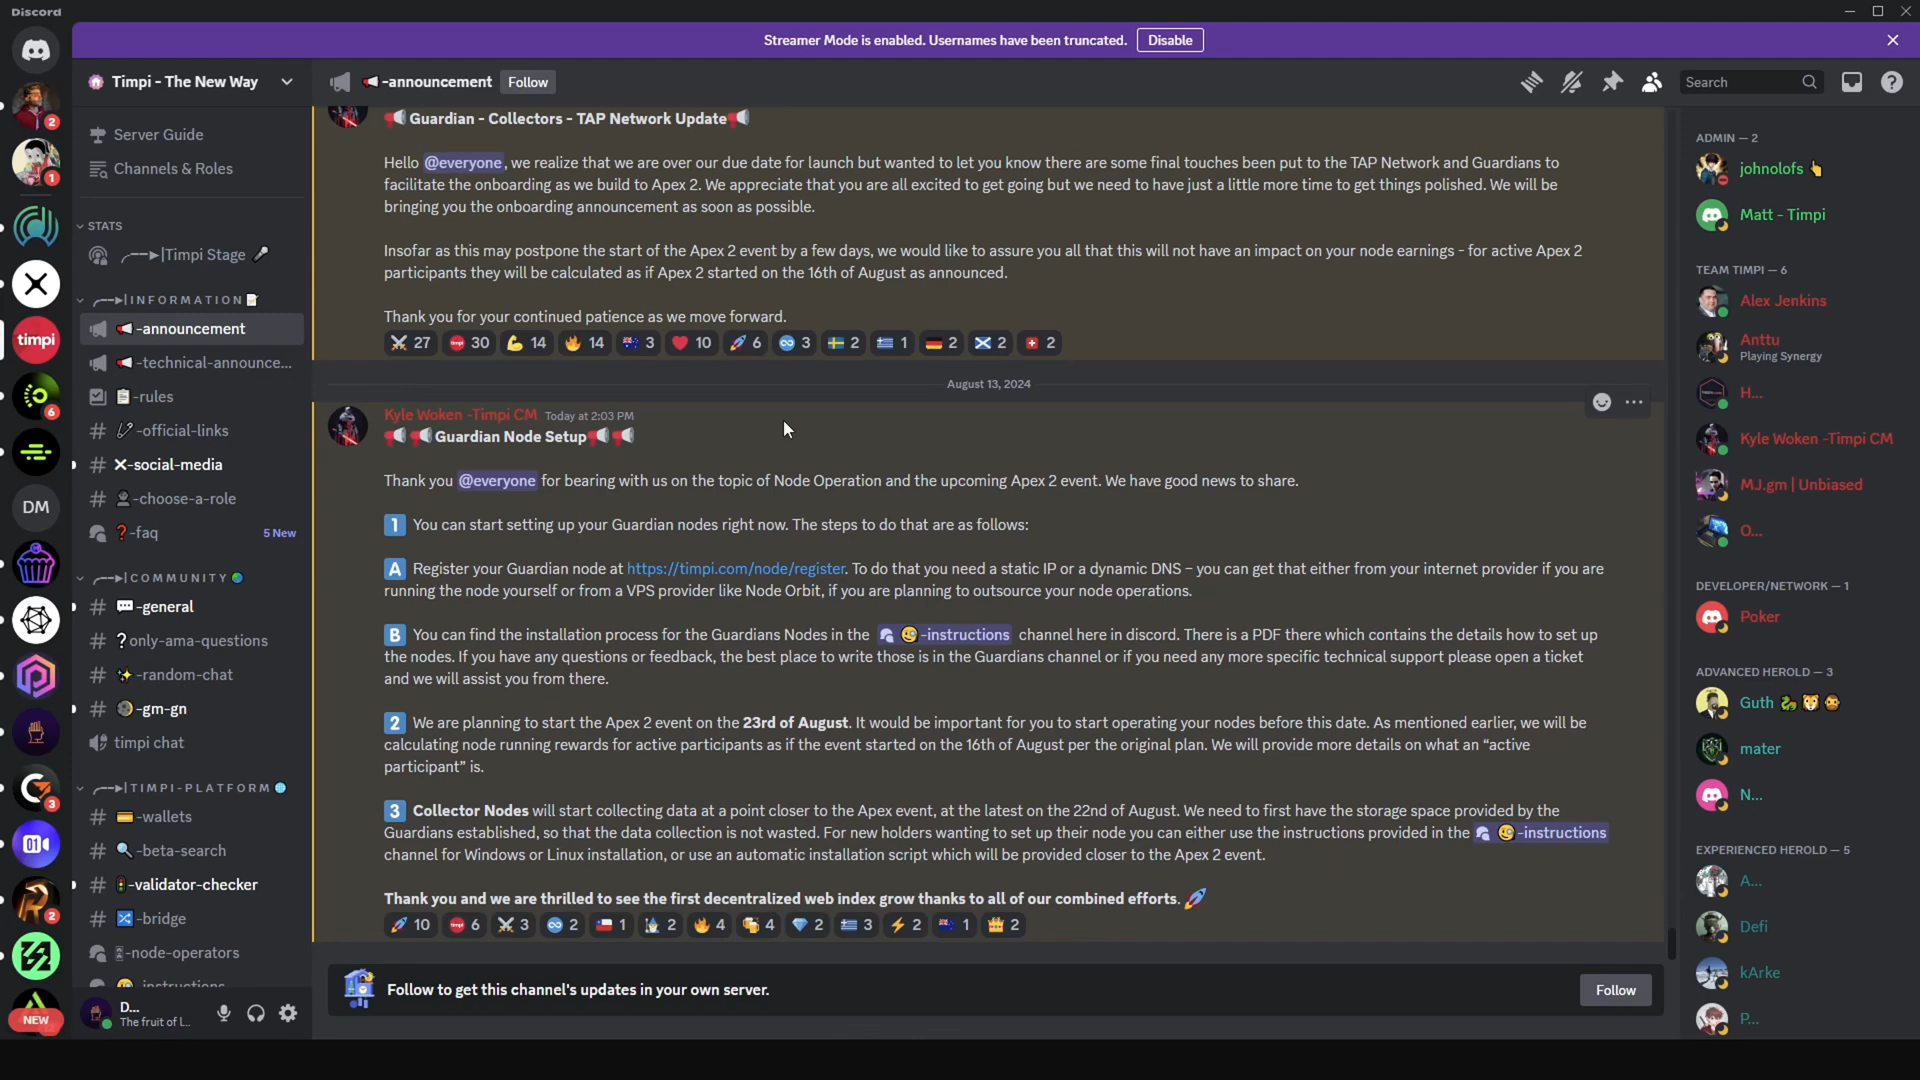 Discord
Streamer Mode is enabled. Usernames have been truncated. Disable
Timpi - The New Way
-announcement Follow
Search
Server Guide
Channels & Roles
STATS
|Timpi Stage
|INFORMATION
-announcement
-technical-announce...
-rules
-official-links
X-social-media
-choose-a-role
-faq 5 New
|COMMUNITY
-general
?only-ama-questions
-random-chat
-gm-gn
timpi chat
|TIMPI-PLATFORM
-wallets
-beta-search
-validator-checker
-bridge
-node-operators
-instructions
D...
The fruit of l...
2
1
timpi
6
DM
3
01
2
NEW
Guardian - Collectors - TAP Network Update
Hello @everyone, we realize that we are over our due date for launch but wanted to let you know there are some final touches been put to the TAP Network and Guardians to
facilitate the onboarding as we build to Apex 2. We appreciate that you are all excited to get going but we need to have just a little more time to get things polished. We will be
bringing you the onboarding announcement as soon as possible.
Insofar as this may postpone the start of the Apex 2 event by a few days, we would like to assure you all that this will not have an impact on your node earnings - for active Apex 2
participants they will be calculated as if Apex 2 started on the 16th of August as announced.
Thank you for your continued patience as we move forward.
27 30 14 14 3 10 6 3 2 1 2 2 2
August 13, 2024
Kyle Woken -Timpi CM Today at 2:03 PM
Guardian Node Setup
Thank you @everyone for bearing with us on the topic of Node Operation and the upcoming Apex 2 event. We have good news to share.
1 You can start setting up your Guardian nodes right now. The steps to do that are as follows:
A Register your Guardian node at https://timpi.com/node/register. To do that you need a static IP or a dynamic DNS – you can get that either from your internet provider if you are
running the node yourself or from a VPS provider like Node Orbit, if you are planning to outsource your node operations.
B You can find the installation process for the Guardians Nodes in the -instructions channel here in discord. There is a PDF there which contains the details how to set up
the nodes. If you have any questions or feedback, the best place to write those is in the Guardians channel or if you need any more specific technical support please open a ticket
and we will assist you from there.
2 We are planning to start the Apex 2 event on the 23rd of August. It would be important for you to start operating your nodes before this date. As mentioned earlier, we will be
calculating node running rewards for active participants as if the event started on the 16th of August per the original plan. We will provide more details on what an “active
participant” is.
3 Collector Nodes will start collecting data at a point closer to the Apex event, at the latest on the 22nd of August. We need to first have the storage space provided by the
Guardians established, so that the data collection is not wasted. For new holders wanting to set up their node you can either use the instructions provided in the -instructions
channel for Windows or Linux installation, or use an automatic installation script which will be provided closer to the Apex 2 event.
Thank you and we are thrilled to see the first decentralized web index grow thanks to all of our combined efforts.
10 6 3 2 1 2 4 4 2 3 2 1 2
Follow to get this channel's updates in your own server. Follow
ADMIN — 2
johnolofs
Matt - Timpi
TEAM TIMPI — 6
Alex Jenkins
Anttu
Playing Synergy
H...
Kyle Woken -Timpi CM
MJ.gm | Unbiased
O...
DEVELOPER/NETWORK — 1
Poker
ADVANCED HEROLD — 3
Guth
mater
N...
EXPERIENCED HEROLD — 5
A...
Defi
kArke
P...